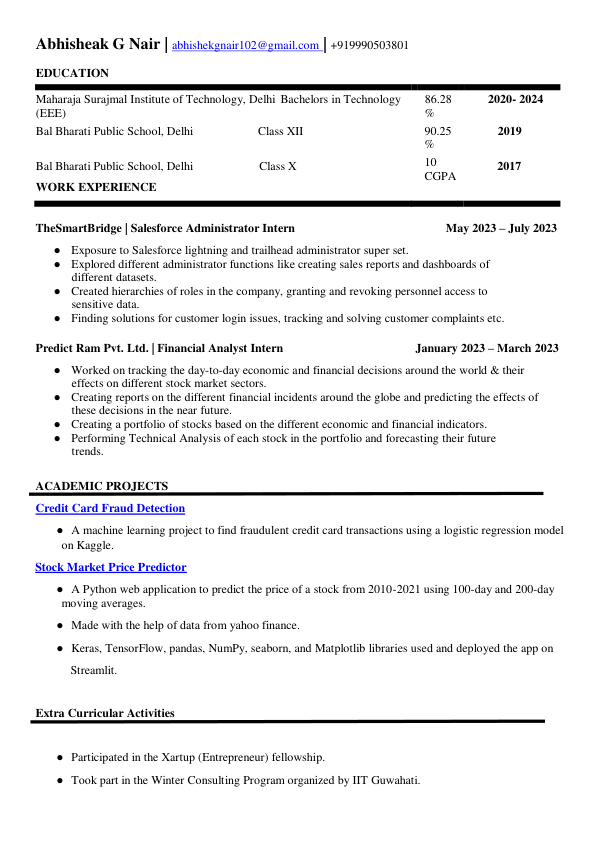 Abhisheak G Nair | abhishekgnair102@gmail.com | +919990503801
EDUCATION
Maharaja Surajmal Institute of Technology, Delhi Bachelors in Technology 86.28 2020- 2024
(EEE) %
Bal Bharati Public School, Delhi Class XII 90.25 2019
%
Bal Bharati Public School, Delhi Class X 10 2017
CGPA
WORK EXPERIENCE
TheSmartBridge | Salesforce Administrator Intern May 2023 – July 2023
● Exposure to Salesforce lightning and trailhead administrator super set.
● Explored different administrator functions like creating sales reports and dashboards of
different datasets.
● Created hierarchies of roles in the company, granting and revoking personnel access to
sensitive data.
● Finding solutions for customer login issues, tracking and solving customer complaints etc.
Predict Ram Pvt. Ltd. | Financial Analyst Intern January 2023 – March 2023
● Worked on tracking the day-to-day economic and financial decisions around the world & their
effects on different stock market sectors.
● Creating reports on the different financial incidents around the globe and predicting the effects of
these decisions in the near future.
● Creating a portfolio of stocks based on the different economic and financial indicators.
● Performing Technical Analysis of each stock in the portfolio and forecasting their future
trends.
ACADEMIC PROJECTS
Credit Card Fraud Detection
● A machine learning project to find fraudulent credit card transactions using a logistic regression model
on Kaggle.
Stock Market Price Predictor
● A Python web application to predict the price of a stock from 2010-2021 using 100-day and 200-day
moving averages.
● Made with the help of data from yahoo finance.
● Keras, TensorFlow, pandas, NumPy, seaborn, and Matplotlib libraries used and deployed the app on
Streamlit.
Extra Curricular Activities
● Participated in the Xartup (Entrepreneur) fellowship.
● Took part in the Winter Consulting Program organized by IIT Guwahati.